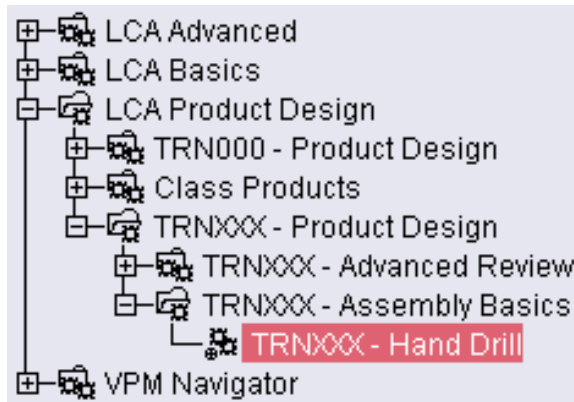 LCA Advanced
LCA Basics
LCA Product Design
TRN000 - Product Design
Class Products
TRNXXX - Product Design
TRNXXX - Advanced Review
TRNXXX - Assembly Basics
TRNXXX - Hand Drill
VPM Navigator